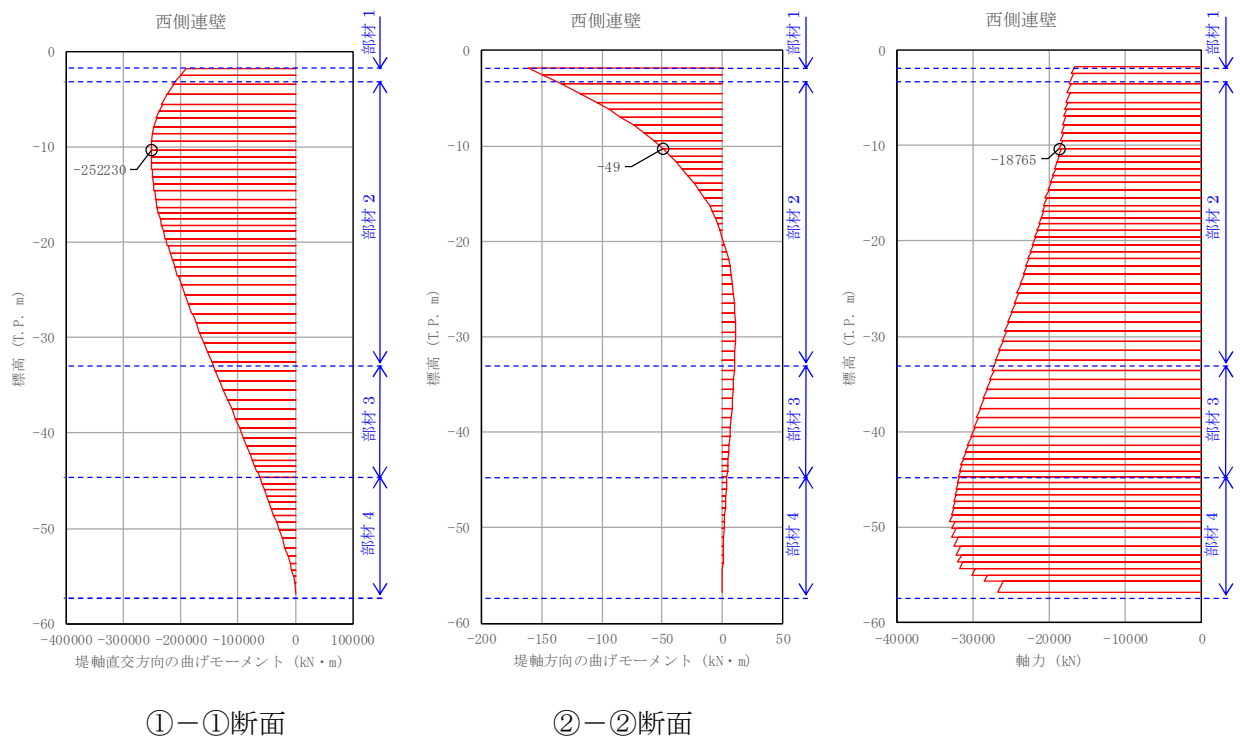 西側連壁
部材1
部材2
部材3
部材4
0
-10
-20
-30
-40
-50
-60
標高 (T.P. m)
-252230
-400000 -300000 -200000 -100000 0 100000
堤軸直交方向の曲げモーメント (kN・m)
①－①断面
西側連壁
部材1
部材2
部材3
部材4
0
-10
-20
-30
-40
-50
-60
標高 (T.P. m)
-49
-200 -150 -100 -50 0 50
堤軸方向の曲げモーメント (kN・m)
②－②断面
西側連壁
部材1
部材2
部材3
部材4
0
-10
-20
-30
-40
-50
-60
標高 (T.P. m)
-18765
-40000 -30000 -20000 -10000 0
軸力 (kN)